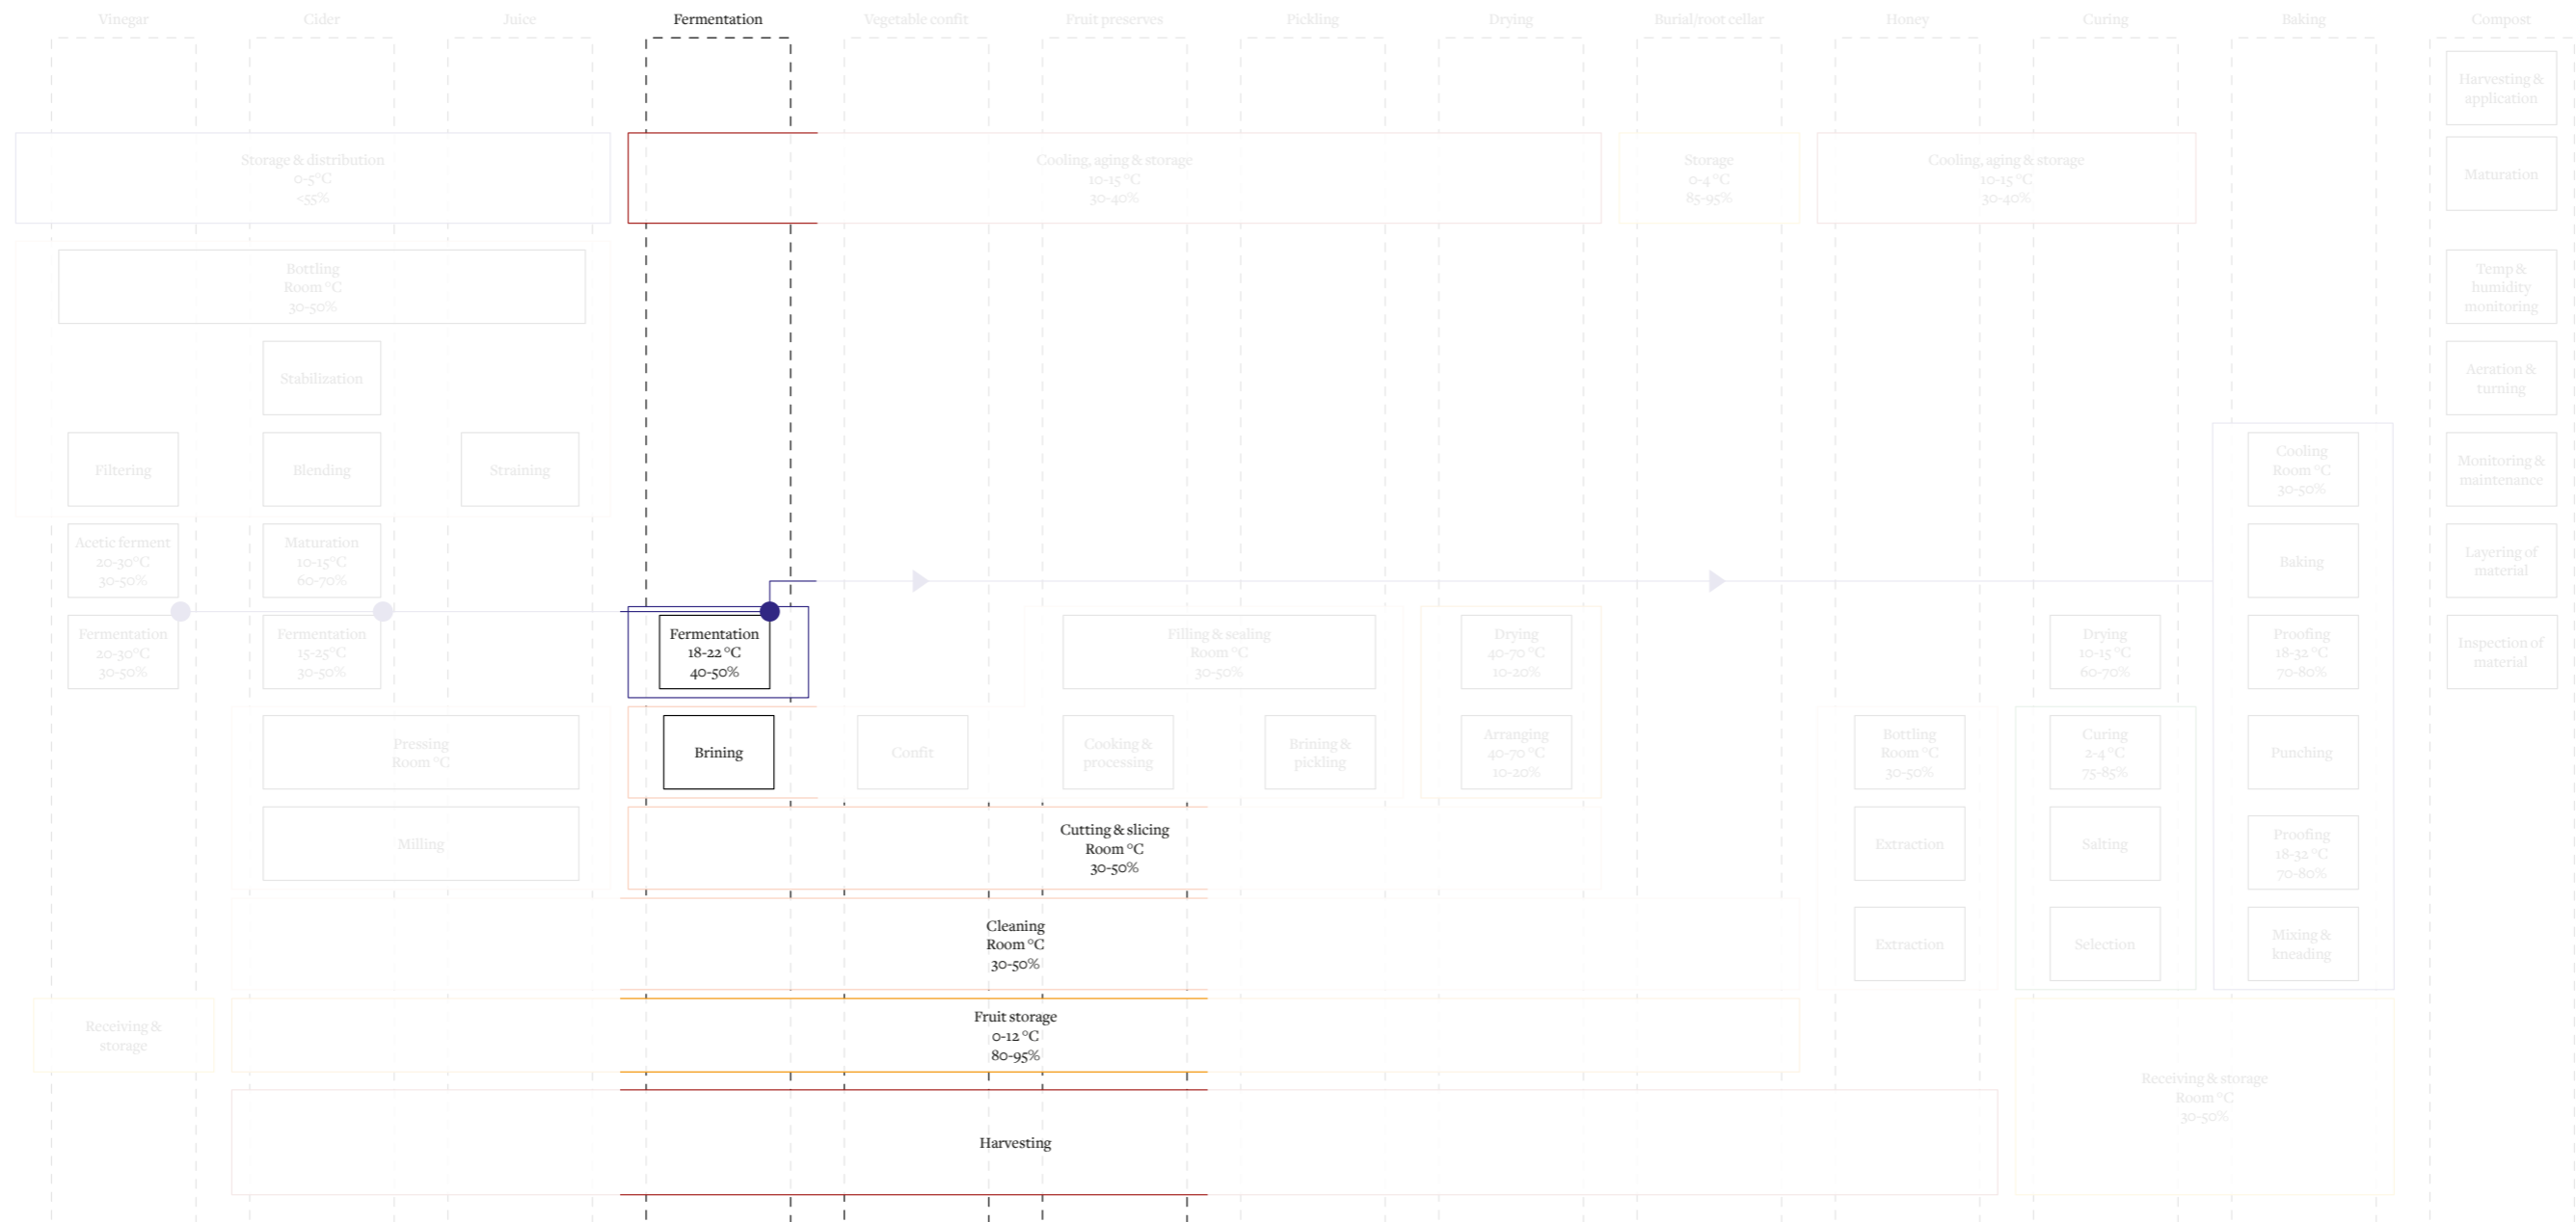 Vinegar
Cider
Juice
Fermentation
Vegetable confit
Fruit preserves
Pickling
Drying
Burial/root cellar
Honey
Curing
Baking
Compost
Harvesting &
application
Storage & distribution
0-5°C
<55%
Cooling, aging & storage
10-15 °C
30-40%
Storage
0-4 °C
85-95%
Cooling, aging & storage
10-15 °C
30-40%
Maturation
Bottling
Room °C
30-50%
Temp &
humidity
monitoring
Stabilization
Aeration &
turning
Filtering
Blending
Straining
Cooling
Room °C
30-50%
Monitoring &
maintenance
Acetic ferment
20-30°C
30-50%
Maturation
10-15°C
60-70%
Baking
Layering of
material
Fermentation
20-30°C
30-50%
Fermentation
15-25°C
30-50%
Fermentation
18-22 °C
40-50%
Filling & sealing
Room °C
30-50%
Drying
40-70 °C
10-20%
Drying
10-15 °C
60-70%
Proofing
18-32 °C
70-80%
Inspection of
material
Pressing
Room °C
Brining
Confit
Cooking &
processing
Brining &
pickling
Arranging
40-70 °C
10-20%
Bottling
Room °C
30-50%
Curing
2-4 °C
75-85%
Punching
Milling
Cutting & slicing
Room °C
30-50%
Extraction
Salting
Proofing
18-32 °C
70-80%
Cleaning
Room °C
30-50%
Extraction
Selection
Mixing &
kneading
Receiving &
storage
Fruit storage
0-12 °C
80-95%
Receiving & storage
Room °C
30-50%
Harvesting